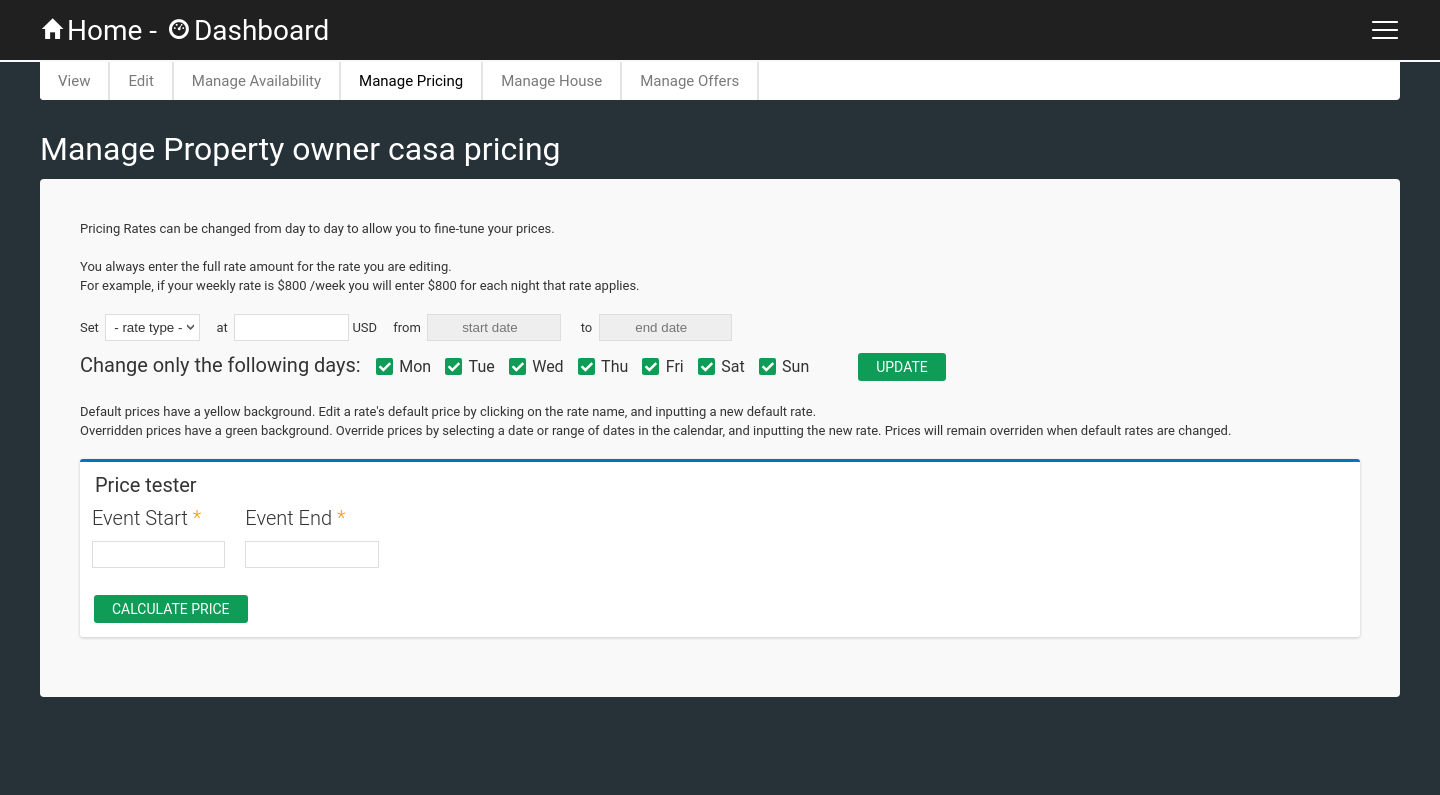 Home - Dashboard
View Edit Manage Availability Manage Pricing Manage House Manage Offers
Manage Property owner casa pricing
Pricing Rates can be changed from day to day to allow you to fine-tune your prices.
You always enter the full rate amount for the rate you are editing.
For example, if your weekly rate is $800 /week you will enter $800 for each night that rate applies.
Set - rate type - at USD from start date to end date
Change only the following days: Mon Tue Wed Thu Fri Sat Sun UPDATE
Default prices have a yellow background. Edit a rate's default price by clicking on the rate name, and inputting a new default rate.
Overridden prices have a green background. Override prices by selecting a date or range of dates in the calendar, and inputting the new rate. Prices will remain overriden when default rates are changed.
Price tester
Event Start * Event End *
CALCULATE PRICE